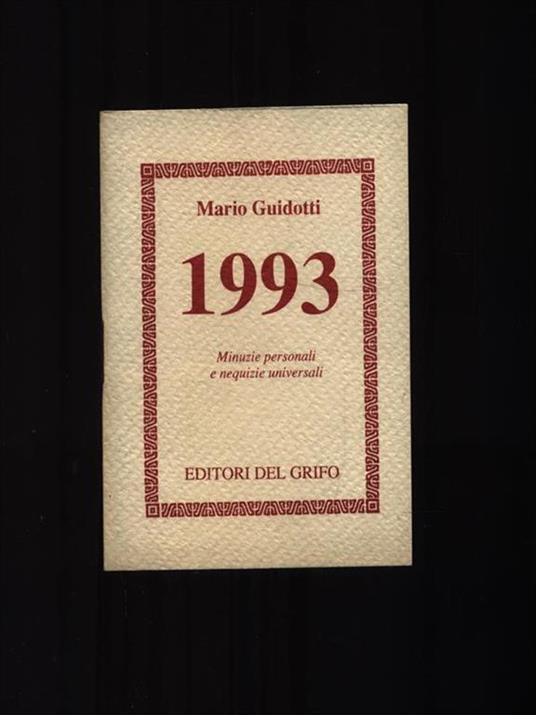 Mario Guidotti
1993
Minuzie personali
e nequizie universali
EDITORI DEL GRIFO